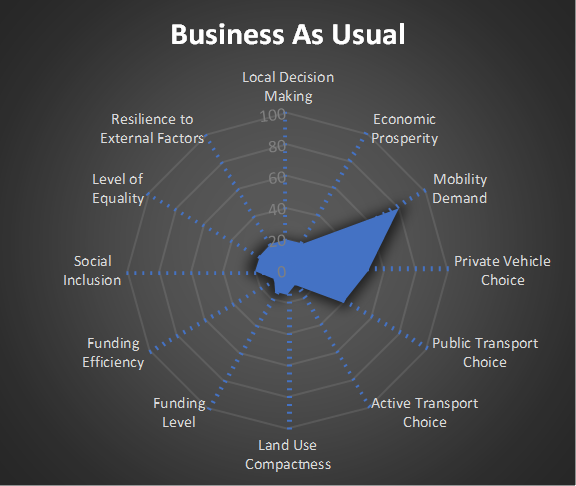 Business As Usual
Local Decision
Making
Resilience to
External Factors
Economic
Prosperity
100
80
60
40
20
0
Level of
Equality
Mobility
Demand
Social
Inclusion
Private Vehicle
Choice
Funding
Efficiency
Public Transport
Choice
Funding
Level
Active Transport
Choice
Land Use
Compactness